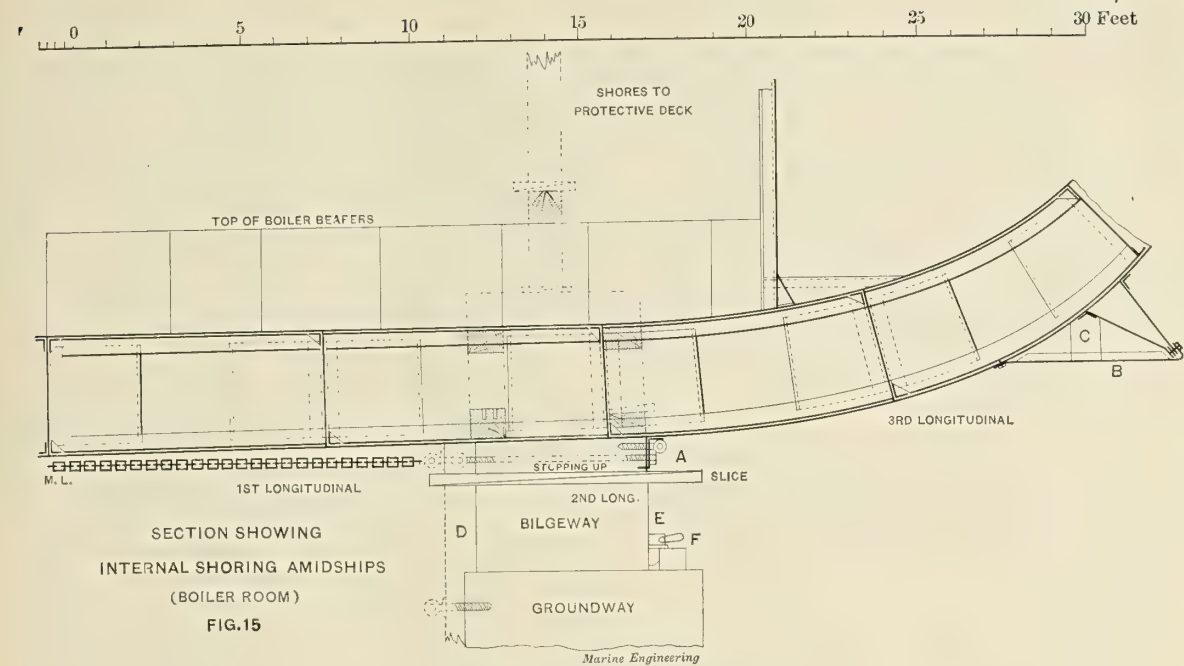 0 5 10 15 20 25 30 Feet
SHORES TO
PROTECTIVE DECK
TOP OF BOILER BEAFERS
C
B
3RD LONGITUDINAL
A
STOPPING UP
SLICE
M. L.
1ST LONGITUDINAL
2ND LONG.
D
BILGEWAY
E
F
GROUNDWAY
SECTION SHOWING
INTERNAL SHORING AMIDSHIPS
(BOILER ROOM)
FIG.15
Marine Engineering